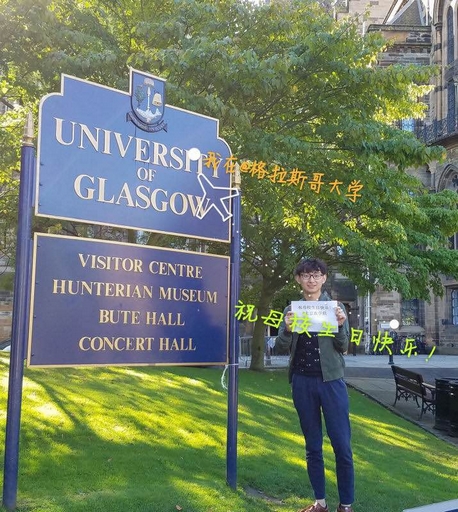 UNIVERSITY
OF
GLASGOW
我在@格拉斯哥大学
VISITOR CENTRE
HUNTERIAN MUSEUM
BUTE HALL
CONCERT HALL
祝母校生日快乐!